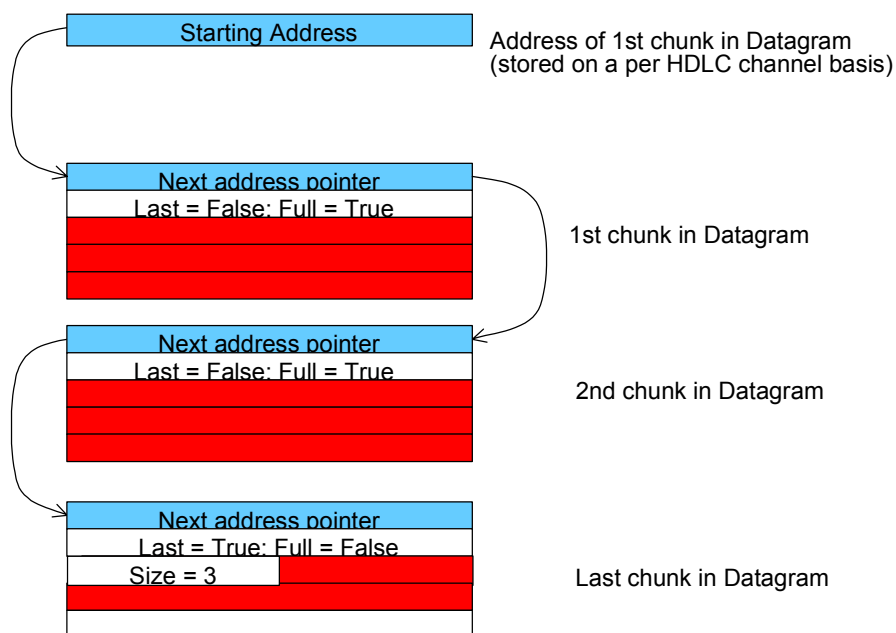 Starting Address
Address of 1st chunk in Datagram
(stored on a per HDLC channel basis)
Next address pointer
Last = False; Full = True
1st chunk in Datagram
Next address pointer
Last = False; Full = True
2nd chunk in Datagram
Next address pointer
Last = True; Full = False
Size = 3
Last chunk in Datagram